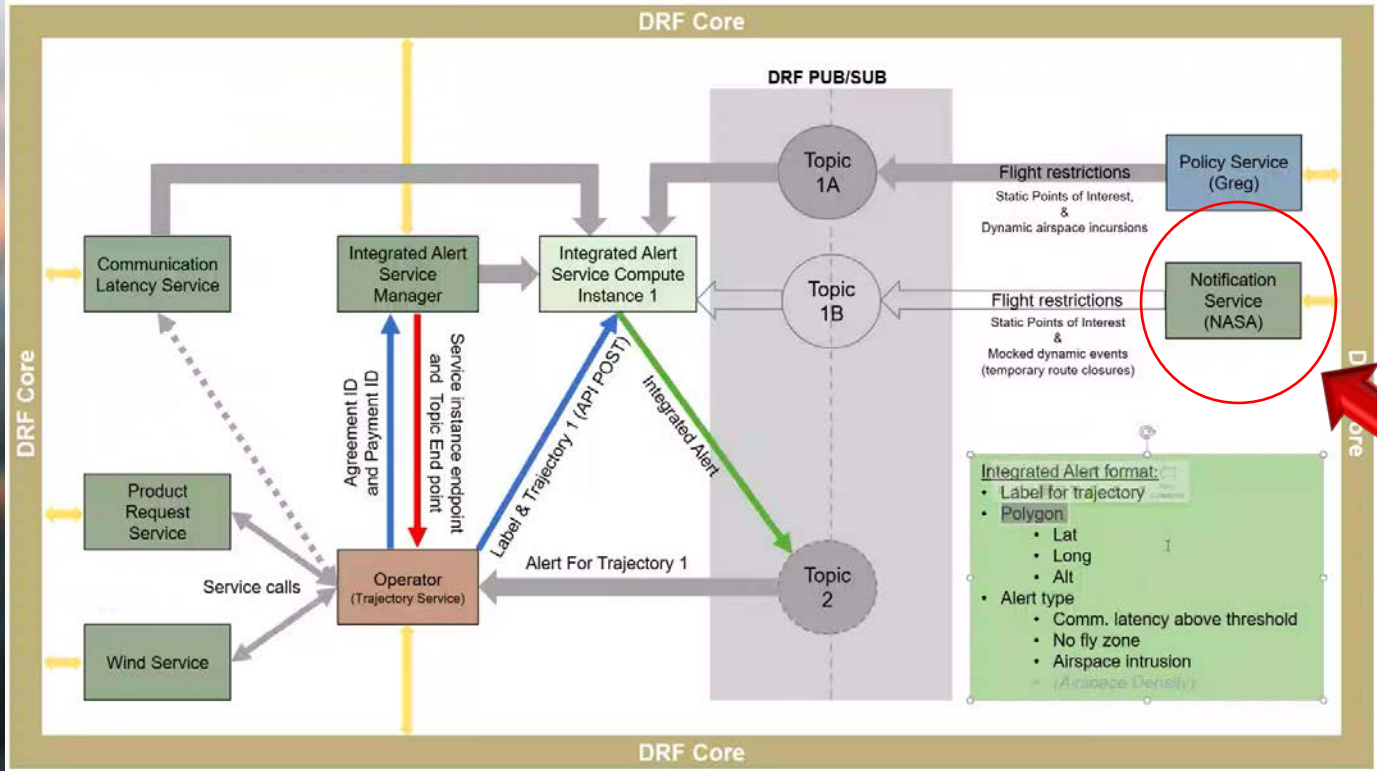 DRF Core
DRF PUB/SUB
Topic
1A
Flight restrictions
Static Points of Interest,
&
Dynamic airspace incursions
Policy Service
(Greg)
Communication
Latency Service
Integrated Alert
Service
Manager
Integrated Alert
Service Compute
Instance 1
Topic
1B
Flight restrictions
Static Points of Interest
&
Mocked dynamic events
(temporary route closures)
Notification
Service
(NASA)
DRF Core
Agreement ID
and Payment ID
Service instance endpoint
and Topic End point
Label & Trajectory 1 (API POST)
Integrated Alert
D
ore
Product
Request
Service
Service calls
Wind Service
Operator
(Trajectory Service)
Alert For Trajectory 1
Topic
2
Integrated Alert format:
• Label for trajectory
• Polygon
• Lat
• Long
• Alt
• Alert type
• Comm. latency above threshold
• No fly zone
• Airspace intrusion
• (Airspace Density)
DRF Core